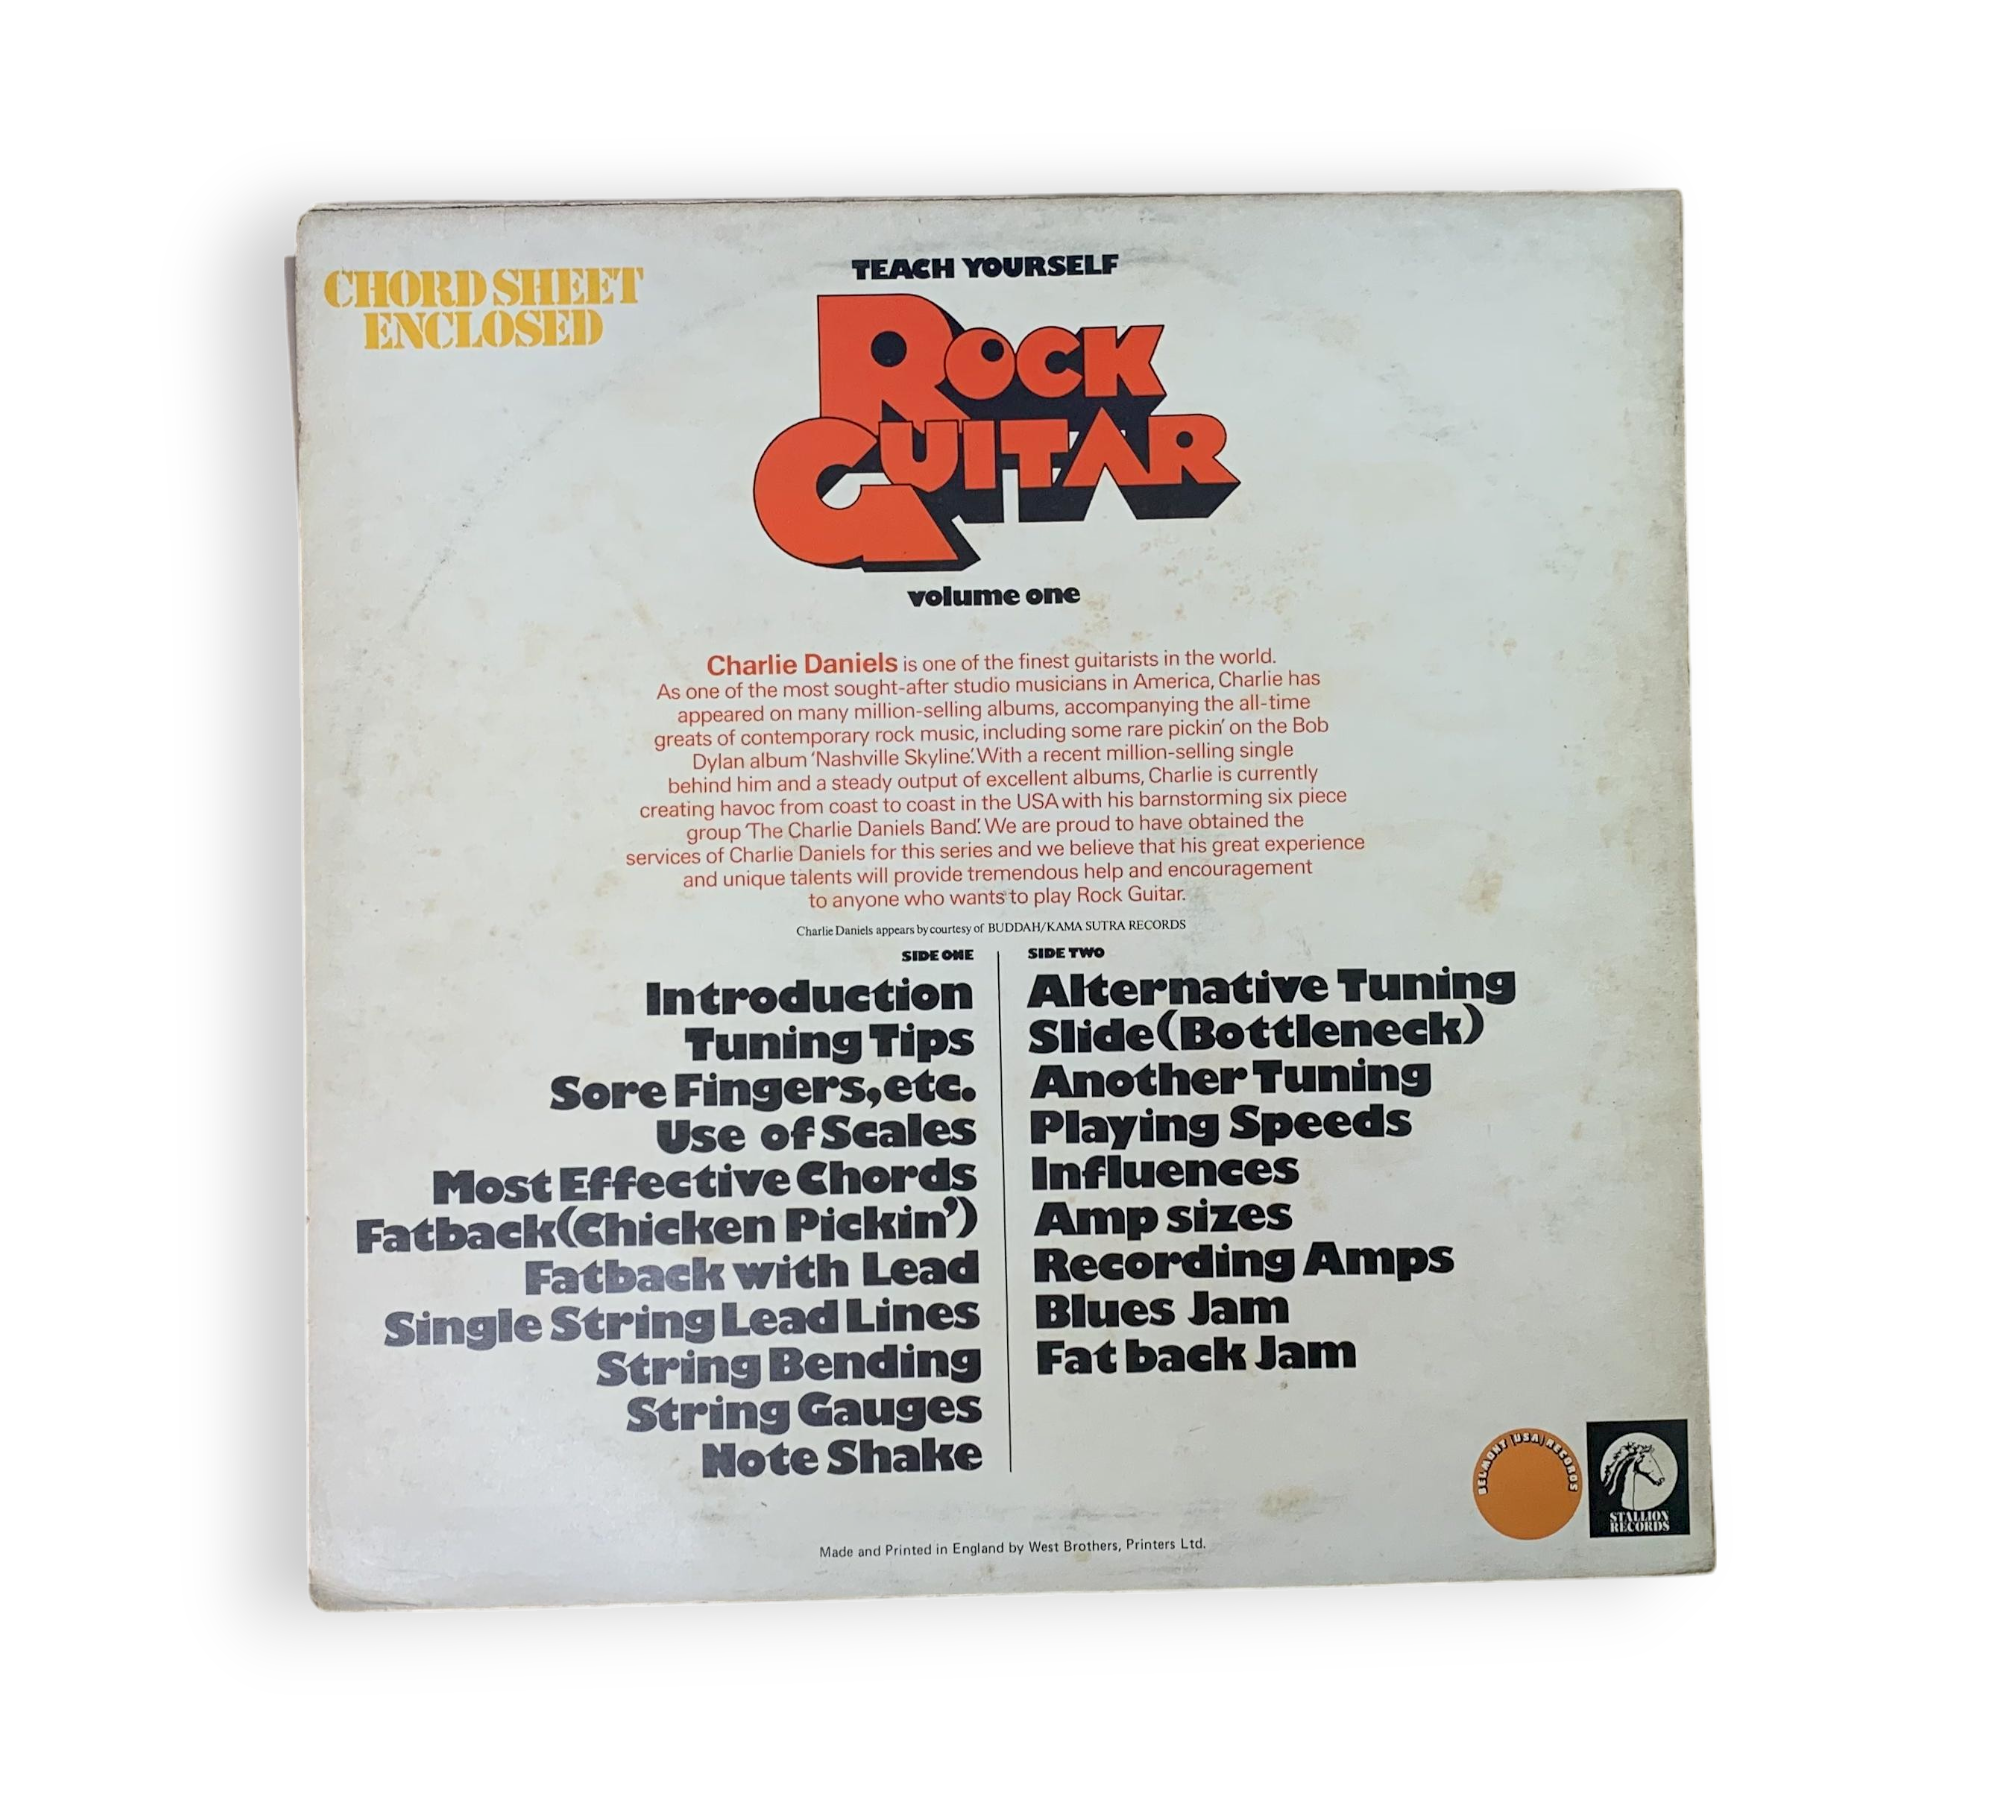 CHORD SHEET
ENCLOSED
TEACH YOURSELF
ROCK
GUITAR
volume one
Charlie Daniels is one of the finest guitarists in the world.
As one of the most sought-after studio musicians in America, Charlie has
appeared on many million-selling albums, accompanying the all-time
greats of contemporary rock music, including some rare pickin' on the Bob
Dylan album 'Nashville Skyline'. With a recent million-selling single
behind him and a steady output of excellent albums, Charlie is currently
creating havoc from coast to coast in the USA with his barnstorming six piece
group 'The Charlie Daniels Band'. We are proud to have obtained the
services of Charlie Daniels for this series and we believe that his great experience
and unique talents will provide tremendous help and encouragement
to anyone who wants to play Rock Guitar.
Charlie Daniels appears by courtesy of BUDDAH/KAMA SUTRA RECORDS
SIDE ONE
Introduction
Tuning Tips
Sore Fingers, etc.
Use of Scales
Most Effective Chords
Fatback (Chicken Pickin')
Fatback with Lead
Single String Lead Lines
String Bending
String Gauges
Note Shake
SIDE TWO
Alternative Tuning
Slide (Bottleneck)
Another Tuning
Playing Speeds
Influences
Amp sizes
Recording Amps
Blues Jam
Fat back Jam
BELMONT (USA) RECORDS
STALLION
RECORDS
Made and Printed in England by West Brothers, Printers Ltd.